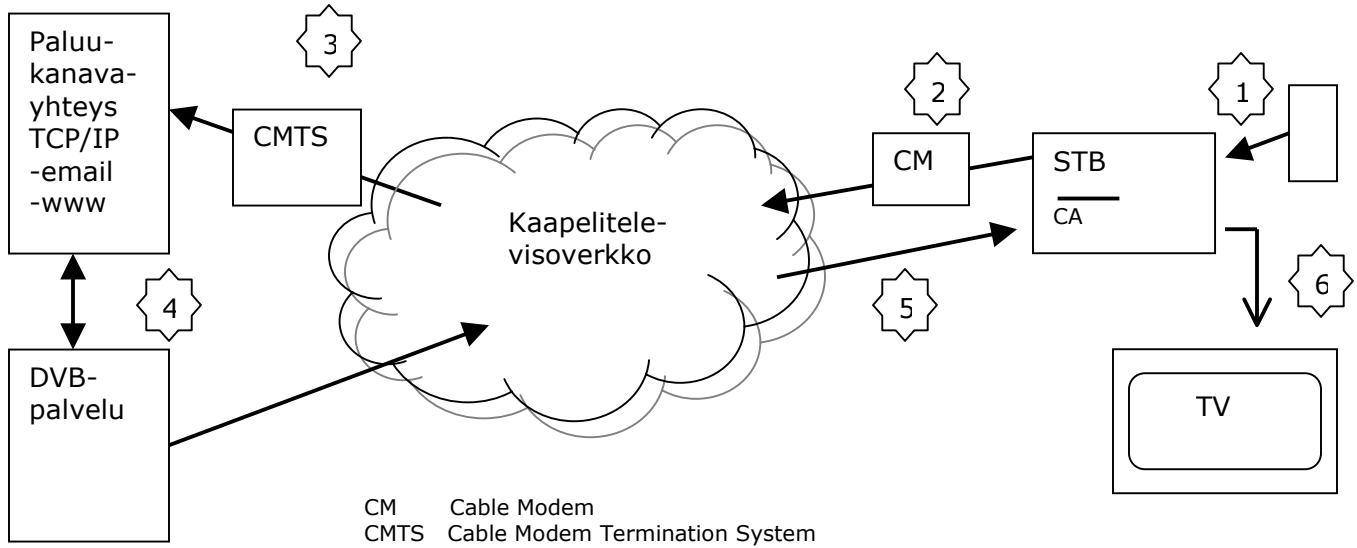 Paluu-
kanava-
yhteys
TCP/IP
-email
-www
3
CMTS
Kaapelitele-
visoverkko
2
CM
1
STB
CA
4
5
6
DVB-
palvelu
TV
CM Cable Modem
CMTS Cable Modem Termination System